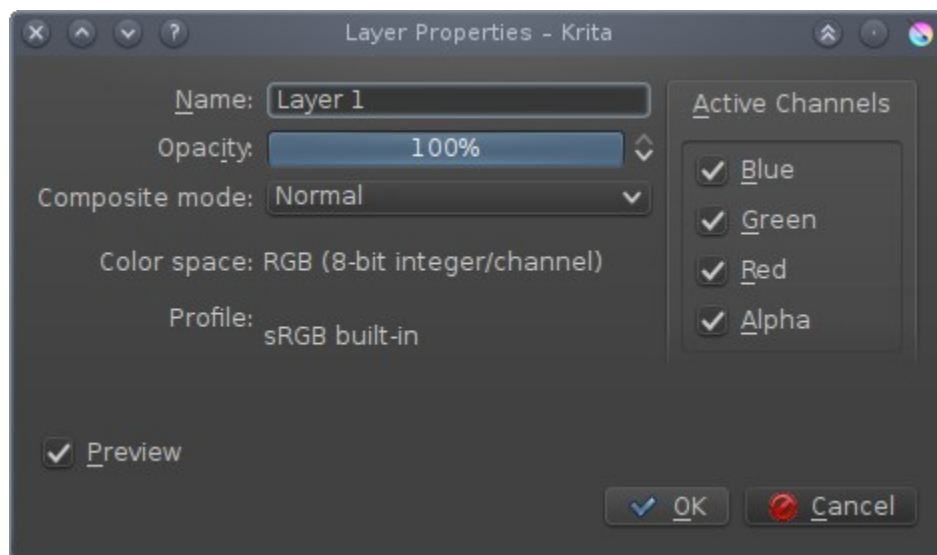 Layer Properties – Krita
Name: Layer 1
Opacity: 100%
Composite mode: Normal
Color space: RGB (8-bit integer/channel)
Profile: sRGB built-in
Active Channels
Blue
Green
Red
Alpha
Preview
OK
Cancel